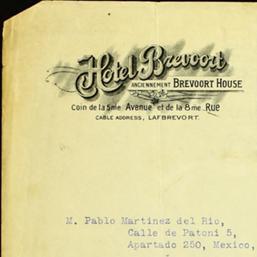 Hotel Brevoort
ANCIENNEMENT BREVOORT HOUSE
Coin de la 5me Avenue et de la 8me Rue
CABLE ADDRESS, LAFBREVORT.
M. Pablo Martinez del Rio,
Calle de Patoni 5,
Apartado 250, Mexico,